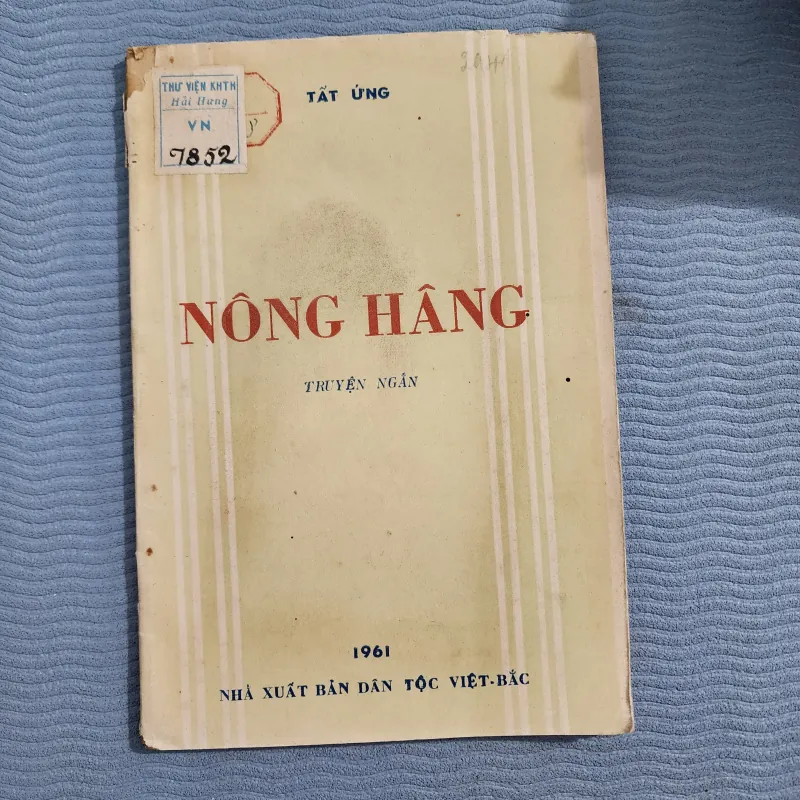 THƯ VIỆN KHTH
Hải Hưng
VN
7852
TẤT ỨNG
NÔNG HÂNG
TRUYỆN NGẮN
1961
NHÀ XUẤT BẢN DÂN TỘC VIỆT-BẮC